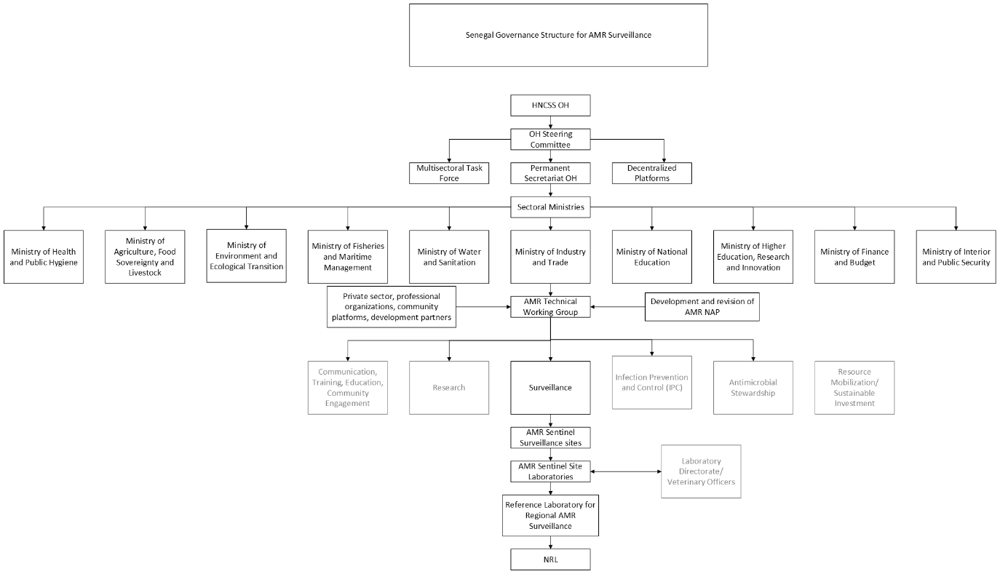 Senegal Governance Structure for AMR Surveillance
HNCSS OH
OH Steering
Committee
Multisectoral Task
Force
Permanent
Secretariat OH
Decentralized
Platforms
Sectoral Ministries
Ministry of Health
and Public Hygiene
Ministry of
Agriculture, Food
Sovereignty and
Livestock
Ministry of
Environment and
Ecological Transition
Ministry of Fisheries
and Maritime
Management
Ministry of Water
and Sanitation
Ministry of Industry
and Trade
Ministry of National
Education
Ministry of Higher
Education, Research
and Innovation
Ministry of Finance
and Budget
Ministry of Interior
and Public Security
Private sector, professional
organizations, community
platforms, development partners
AMR Technical
Working Group
Development and revision of
AMR NAP
Communication,
Training, Education,
Community
Engagement
Research
Surveillance
Infection Prevention
and Control (IPC)
Antimicrobial
Stewardship
Resource
Mobilization/
Sustainable
Investment
AMR Sentinel
Surveillance sites
AMR Sentinel Site
Laboratories
Laboratory
Directorate/
Veterinary Officers
Reference Laboratory for
Regional AMR
Surveillance
NRL